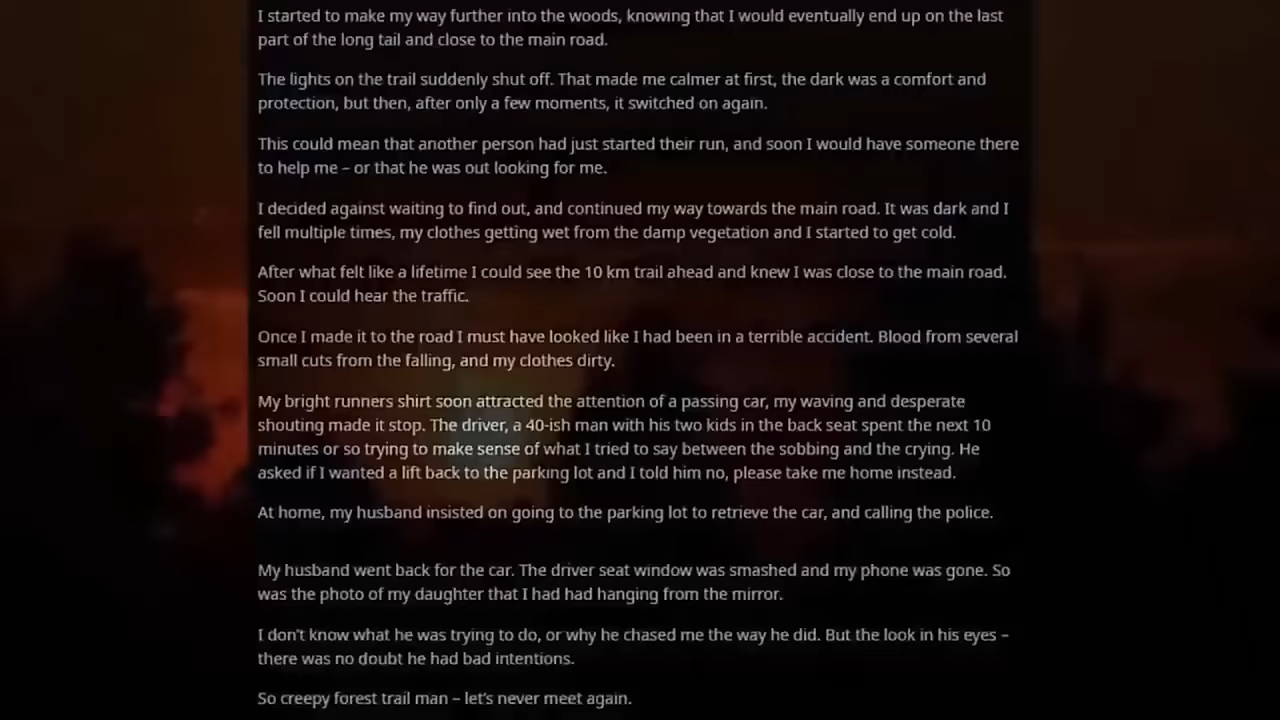 I started to make my way further into the woods, knowing that I would eventually end up on the last
part of the long tail and close to the main road.
The lights on the trail suddenly shut off. That made me calmer at first, the dark was a comfort and
protection, but then, after only a few moments, it switched on again.
This could mean that another person had just started their run, and soon I would have someone there
to help me – or that he was out looking for me.
I decided against waiting to find out, and continued my way towards the main road. It was dark and I
fell multiple times, my clothes getting wet from the damp vegetation and I started to get cold.
After what felt like a lifetime I could see the 10 km trail ahead and knew I was close to the main road.
Soon I could hear the traffic.
Once I made it to the road I must have looked like I had been in a terrible accident. Blood from several
small cuts from the falling, and my clothes dirty.
My bright runners shirt soon attracted the attention of a passing car, my waving and desperate
shouting made it stop. The driver, a 40-ish man with his two kids in the back seat spent the next 10
minutes or so trying to make sense of what I tried to say between the sobbing and the crying. He
asked if I wanted a lift back to the parking lot and I told him no, please take me home instead.
At home, my husband insisted on going to the parking lot to retrieve the car, and calling the police.
My husband went back for the car. The driver seat window was smashed and my phone was gone. So
was the photo of my daughter that I had had hanging from the mirror.
I don't know what he was trying to do, or why he chased me the way he did. But the look in his eyes –
there was no doubt he had bad intentions.
So creepy forest trail man – let's never meet again.